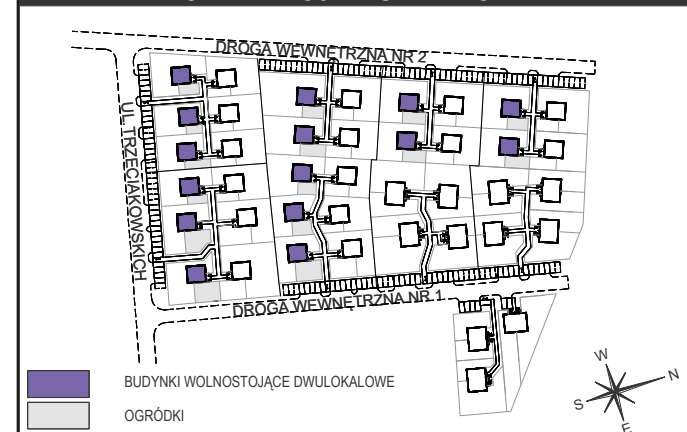 DROGA WEWNĘTRZNA NR 2
UL. TRZECIAKOWSKICH
DROGA WEWNĘTRZNA NR 1
BUDYNKI WOLNOSTOJĄCE DWULOKALOWE
OGRÓDKI
W
N
S
E